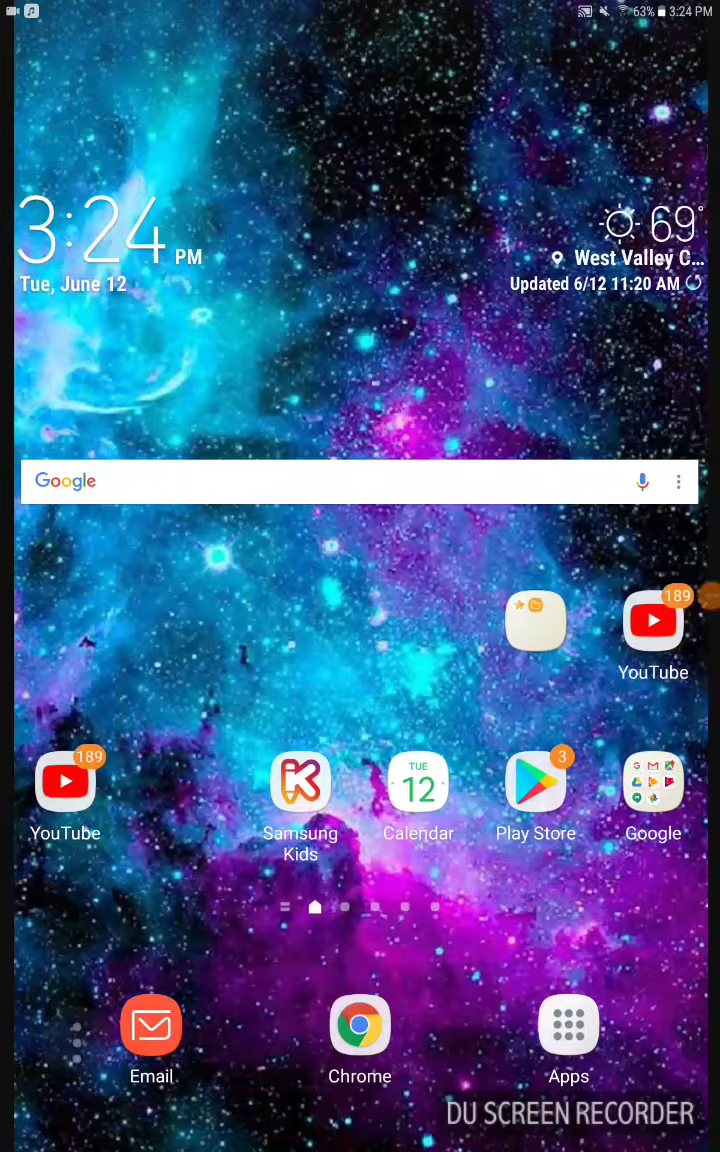 63% 3:24 PM
3:24 PM
Tue, June 12
69°
West Valley C...
Updated 6/12 11:20 AM
Google
189
YouTube
189
3
TUE
12
YouTube
Samsung
Kids
Calendar
Play Store
Google
Email
Chrome
Apps
DU SCREEN RECORDER